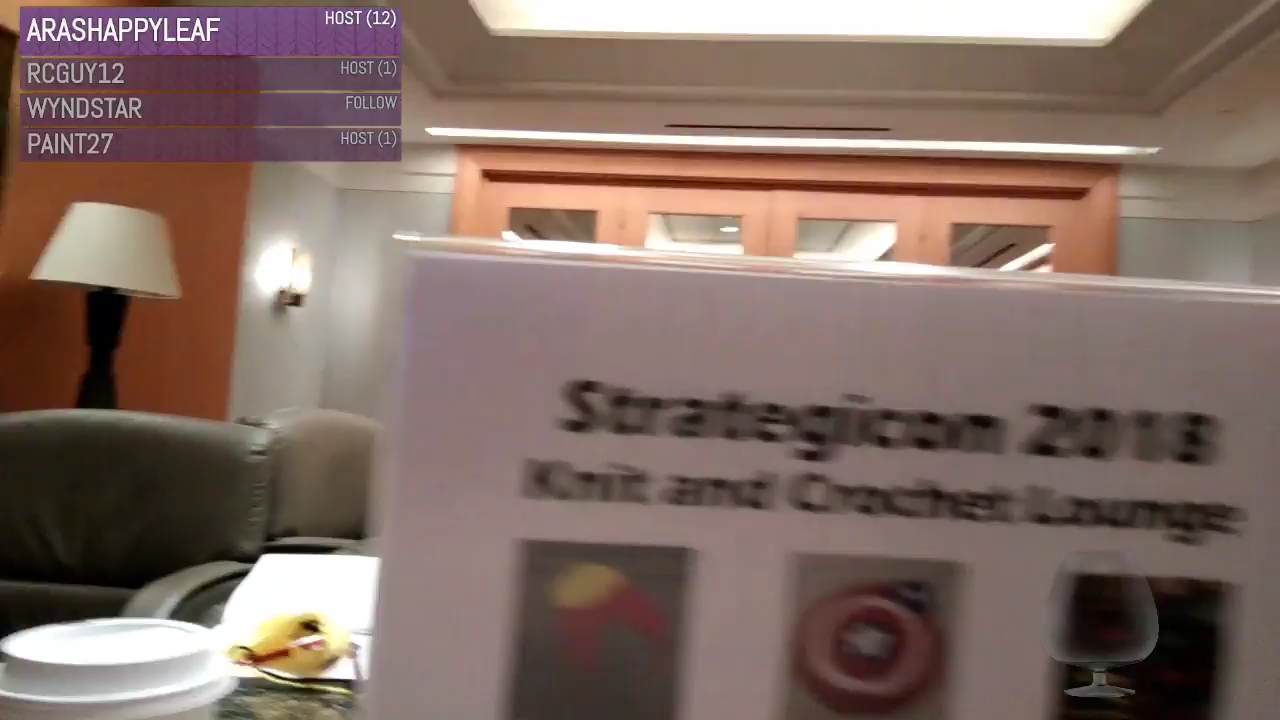 ARASHAPPYLEAF HOST (12)
RCGUY12 HOST (1)
WYNDSTAR FOLLOW
PAINT27 HOST (1)
Strategicon 2018
Knit and Crochet Lounge